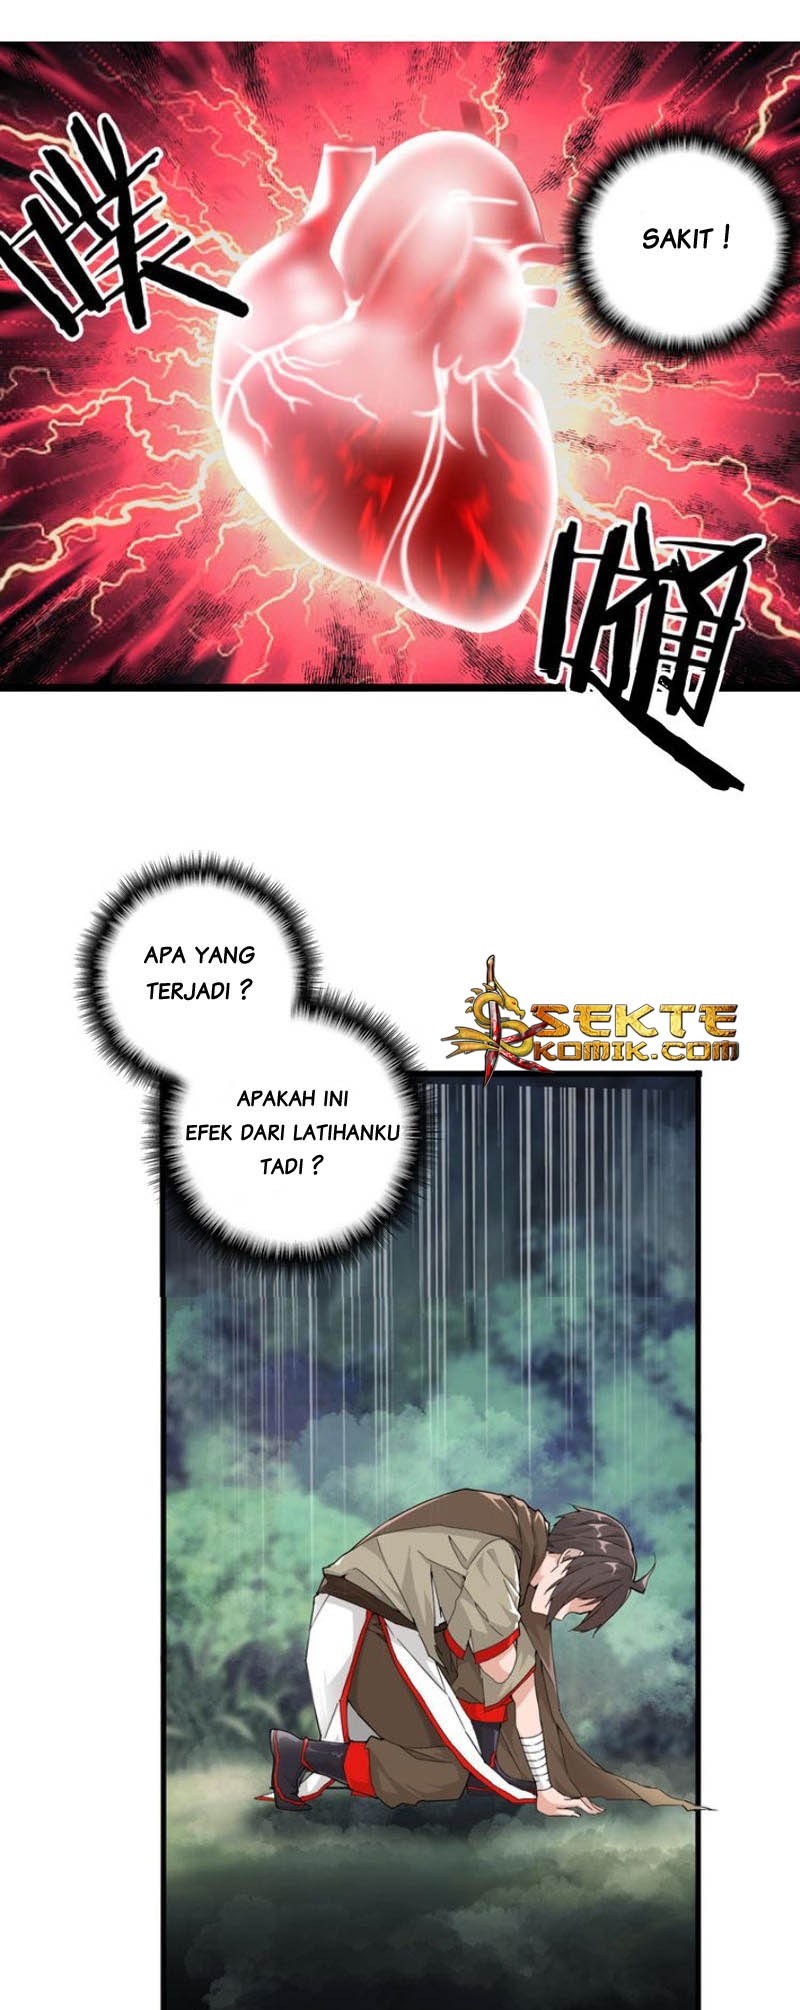 噗
SAKIT !
嗵
APA YANG
TERJADI ?
SEKTE
KOMIK.COM
APAKAH INI
EFEK DARI LATIHANKU
TADI ?